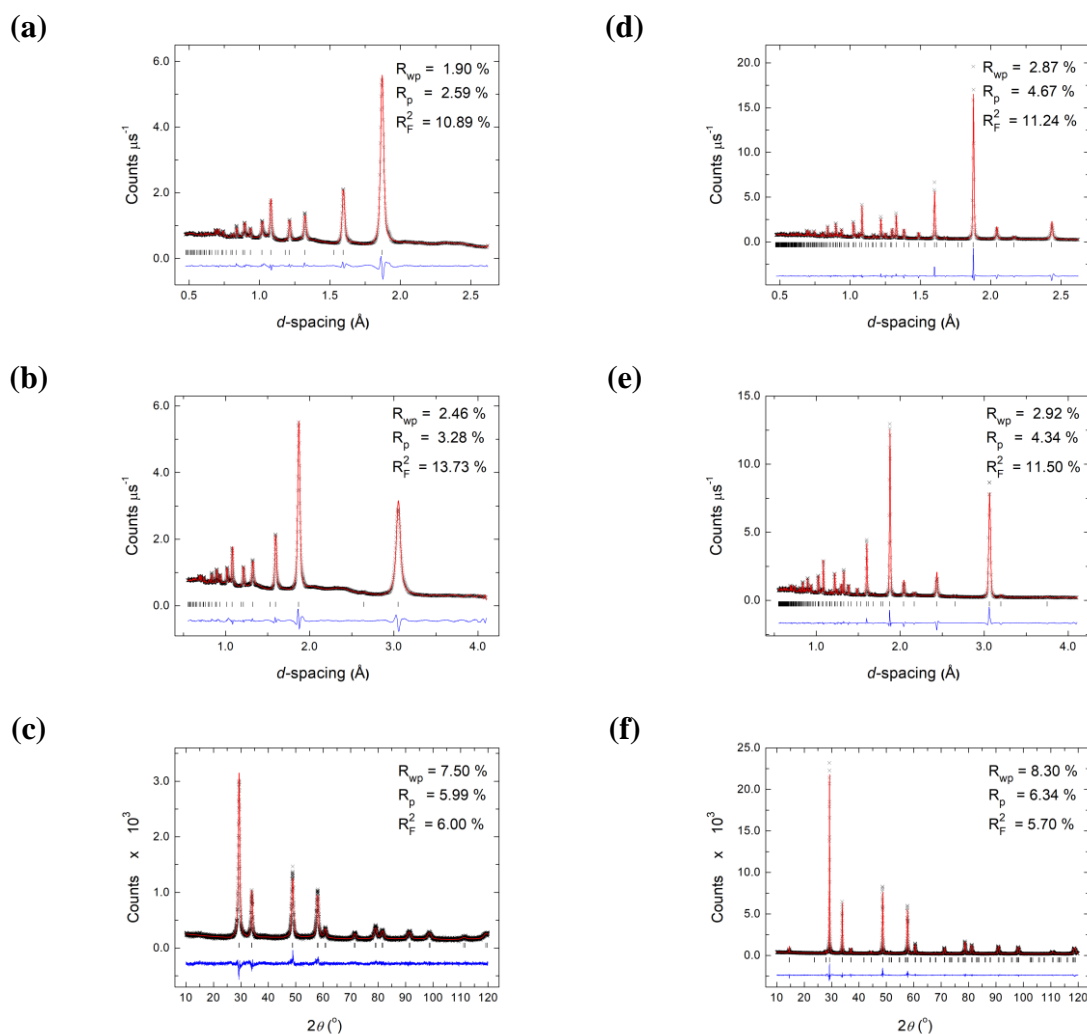 (a)
6.0
4.0
2.0
0.0
Counts μs⁻¹
R_wp = 1.90 %
R_p = 2.59 %
R_F² = 10.89 %
0.5 1.0 1.5 2.0 2.5
d-spacing (Å)
(d)
20.0
15.0
10.0
5.0
0.0
Counts μs⁻¹
R_wp = 2.87 %
R_p = 4.67 %
R_F² = 11.24 %
0.5 1.0 1.5 2.0 2.5
d-spacing (Å)
(b)
6.0
4.0
2.0
0.0
Counts μs⁻¹
R_wp = 2.46 %
R_p = 3.28 %
R_F² = 13.73 %
1.0 2.0 3.0 4.0
d-spacing (Å)
(e)
15.0
10.0
5.0
0.0
Counts μs⁻¹
R_wp = 2.92 %
R_p = 4.34 %
R_F² = 11.50 %
1.0 2.0 3.0 4.0
d-spacing (Å)
(c)
3.0
2.0
1.0
0.0
Counts x 10³
R_wp = 7.50 %
R_p = 5.99 %
R_F² = 6.00 %
10 20 30 40 50 60 70 80 90 100 110 120
2θ (°)
(f)
25.0
20.0
15.0
10.0
5.0
0.0
Counts x 10³
R_wp = 8.30 %
R_p = 6.34 %
R_F² = 5.70 %
10 20 30 40 50 60 70 80 90 100 110 120
2θ (°)